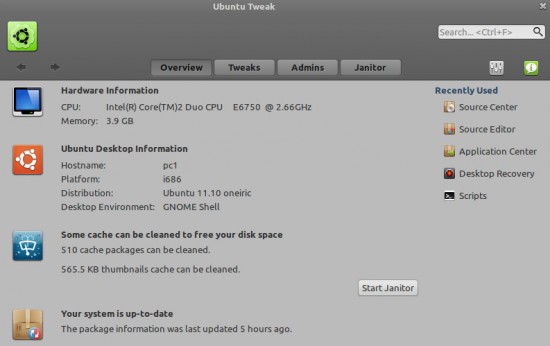 Ubuntu Tweak
Search... <Ctrl+F>
Overview Tweaks Admins Janitor
Hardware Information
CPU: Intel(R) Core(TM)2 Duo CPU E6750 @ 2.66GHz
Memory: 3.9 GB
Ubuntu Desktop Information
Hostname: pc1
Platform: i686
Distribution: Ubuntu 11.10 oneiric
Desktop Environment: GNOME Shell
Some cache can be cleaned to free your disk space
510 cache packages can be cleaned.
565.5 KB thumbnails cache can be cleaned.
Start Janitor
Your system is up-to-date
The package information was last updated 5 hours ago.
Recently Used
Source Center
Source Editor
Application Center
Desktop Recovery
Scripts